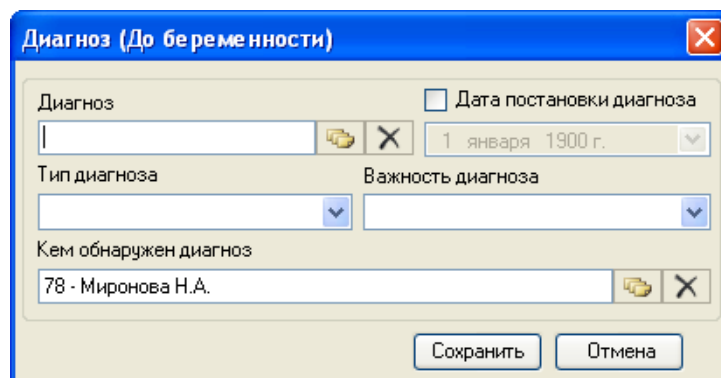 Диагноз (До беременности)
Диагноз
Дата постановки диагноза
1 января 1900 г.
Тип диагноза
Важность диагноза
Кем обнаружен диагноз
78 - Миронова Н.А.
Сохранить
Отмена